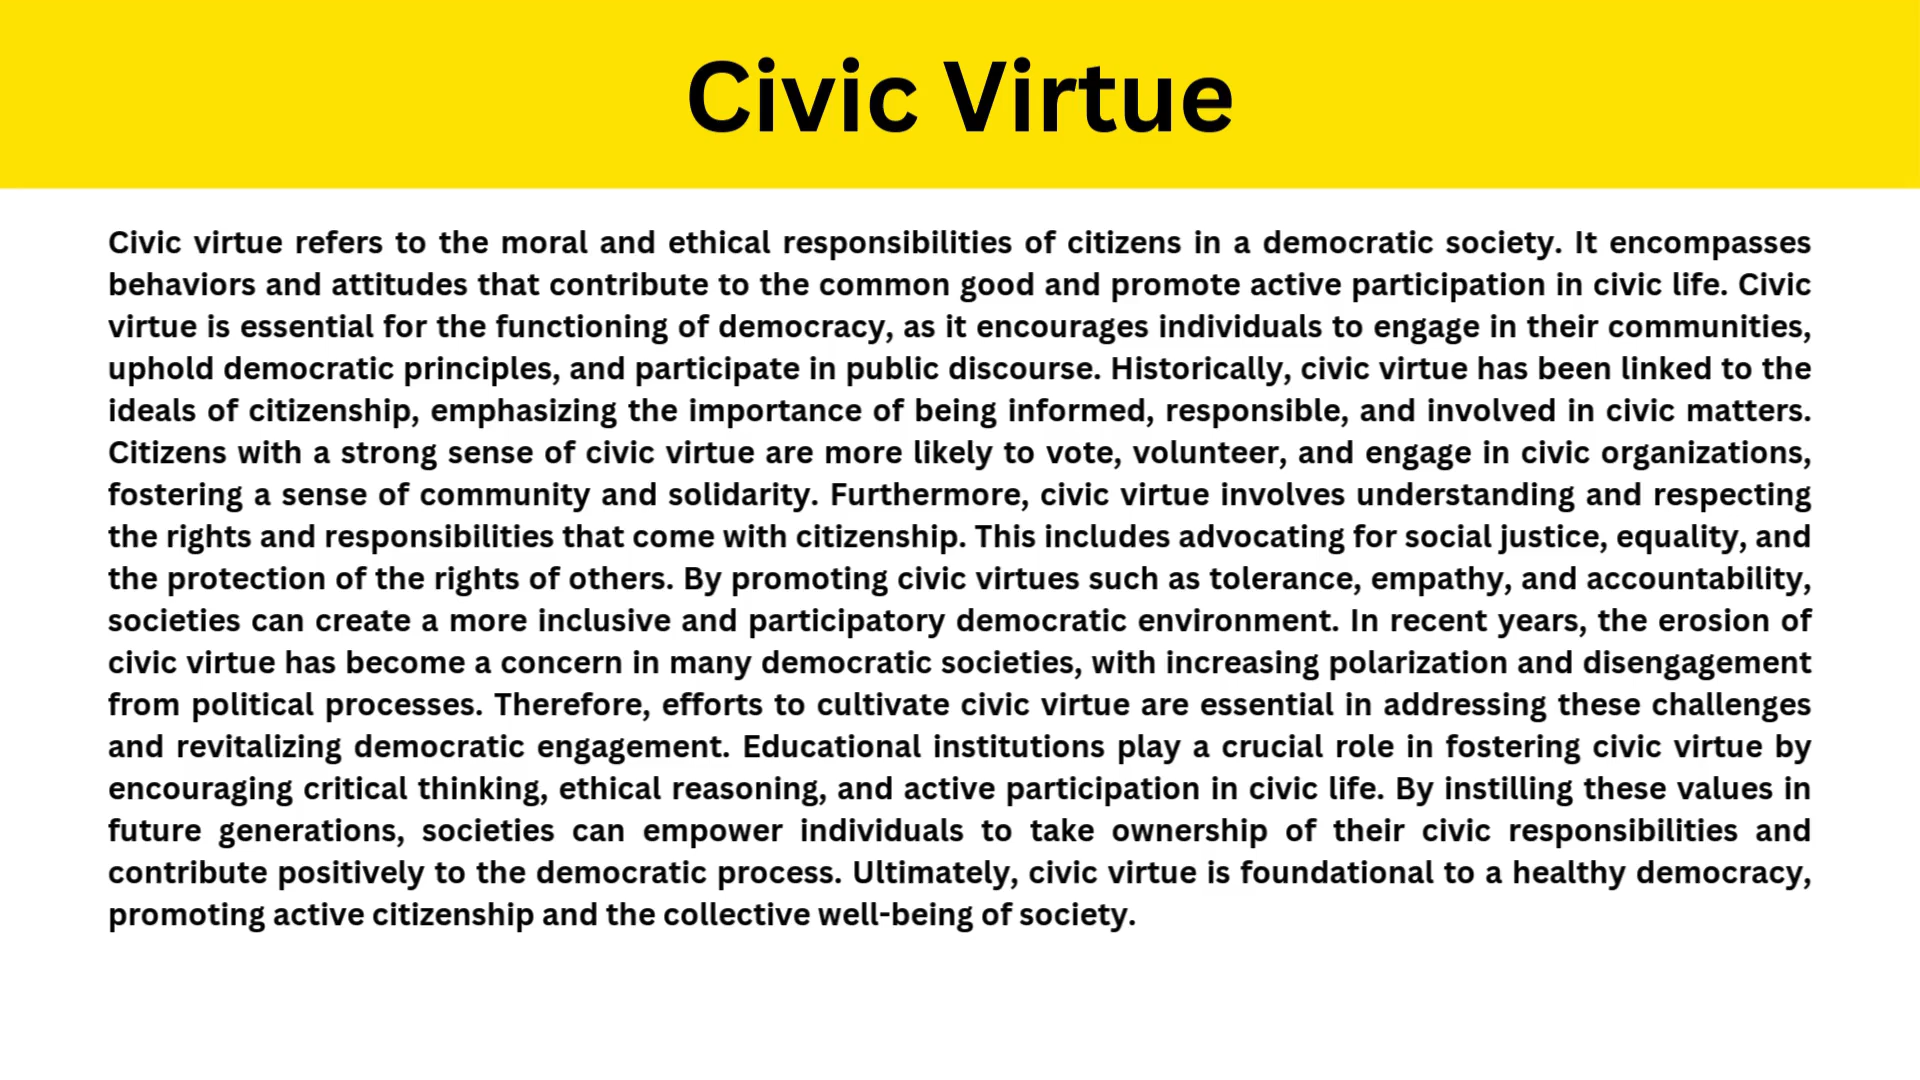 Civic Virtue
Civic virtue refers to the moral and ethical responsibilities of citizens in a democratic society. It encompasses
behaviors and attitudes that contribute to the common good and promote active participation in civic life. Civic
virtue is essential for the functioning of democracy, as it encourages individuals to engage in their communities,
uphold democratic principles, and participate in public discourse. Historically, civic virtue has been linked to the
ideals of citizenship, emphasizing the importance of being informed, responsible, and involved in civic matters.
Citizens with a strong sense of civic virtue are more likely to vote, volunteer, and engage in civic organizations,
fostering a sense of community and solidarity. Furthermore, civic virtue involves understanding and respecting
the rights and responsibilities that come with citizenship. This includes advocating for social justice, equality, and
the protection of the rights of others. By promoting civic virtues such as tolerance, empathy, and accountability,
societies can create a more inclusive and participatory democratic environment. In recent years, the erosion of
civic virtue has become a concern in many democratic societies, with increasing polarization and disengagement
from political processes. Therefore, efforts to cultivate civic virtue are essential in addressing these challenges
and revitalizing democratic engagement. Educational institutions play a crucial role in fostering civic virtue by
encouraging critical thinking, ethical reasoning, and active participation in civic life. By instilling these values in
future generations, societies can empower individuals to take ownership of their civic responsibilities and
contribute positively to the democratic process. Ultimately, civic virtue is foundational to a healthy democracy,
promoting active citizenship and the collective well-being of society.